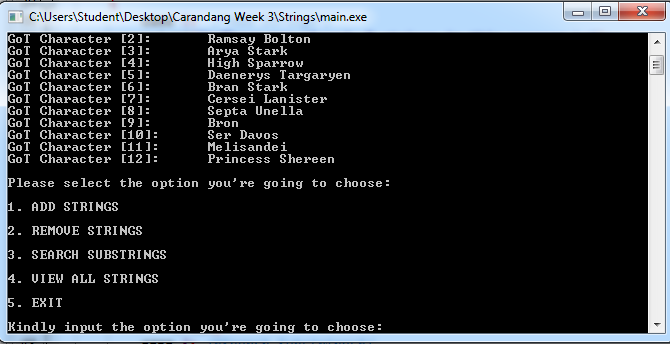 C:\Users\Student\Desktop\Carandang Week 3\Strings\main.exe
GoT Character [2]: Ramsay Bolton
GoT Character [3]: Arya Stark
GoT Character [4]: High Sparrow
GoT Character [5]: Daenerys Targaryen
GoT Character [6]: Bran Stark
GoT Character [7]: Cersei Lanister
GoT Character [8]: Septa Unella
GoT Character [9]: Bron
GoT Character [10]: Ser Davos
GoT Character [11]: Melisandei
GoT Character [12]: Princess Shereen
Please select the option you're going to choose:
1. ADD STRINGS
2. REMOVE STRINGS
3. SEARCH SUBSTRINGS
4. VIEW ALL STRINGS
5. EXIT
Kindly input the option you're going to choose: